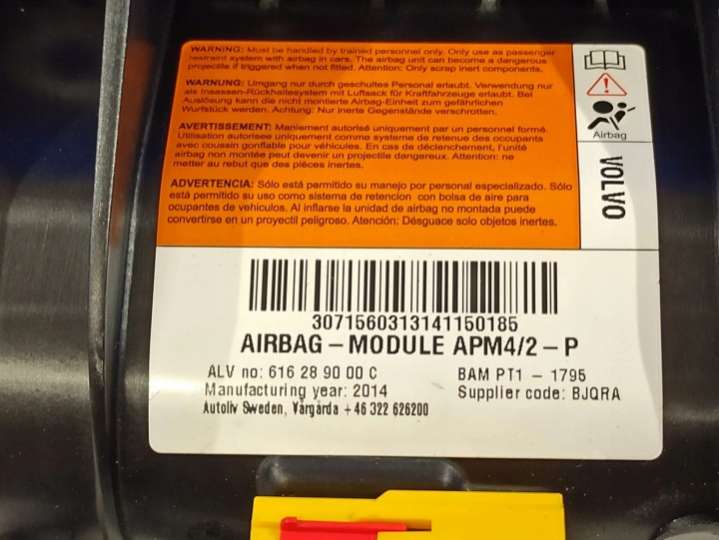 WARNING: Must be handled by trained personnel only. Only use as passenger
restraint system with airbag in cars. The airbag unit can become a dangerous
projectile if triggered when not fitted. Attention: Only scrap inert components.
WARNUNG: Umgang nur durch geschultes Personal erlaubt. Verwendung nur
als Insassen-Rückhaltesystem mit Luftsack für Kraftfahrzeuge erlaubt. Bei
Auslösung kann die nicht montierte Airbag-Einheit zum gefährlichen
Wurfstück werden. Achtung: Nur inerte Gegenstände verschrotten.
AVERTISSEMENT: Maniement autorisé uniquement par un personnel formé.
Utilisation autorisée uniquement comme systeme de retenue des occupants
avec coussin gonflable pour véhicules. En cas de déclenchement, l'unité
airbag non montée peut devenir un projectile dangereux. Attention: ne
mettre au rebut que des pièces inertes.
ADVERTENCIA: Sólo está permitido su manejo por personal especializado. Sólo
está permitido su uso como sistema de retencion con bolsa de aire para
ocupantes de vehiculos. Al inflarse la unidad de airbag no montada puede
convertirse en un proyectil peligroso. Atención: Désguace solo objetos inertes.
Airbag
VOLVO
3071560313141150185
AIRBAG – MODULE APM4/2 – P
ALV no: 616 28 90 00 C
BAM PT1 – 1795
Manufacturing year: 2014
Supplier code: BJQRA
Autoliv Sweden, Vårgårda +46 322 626200